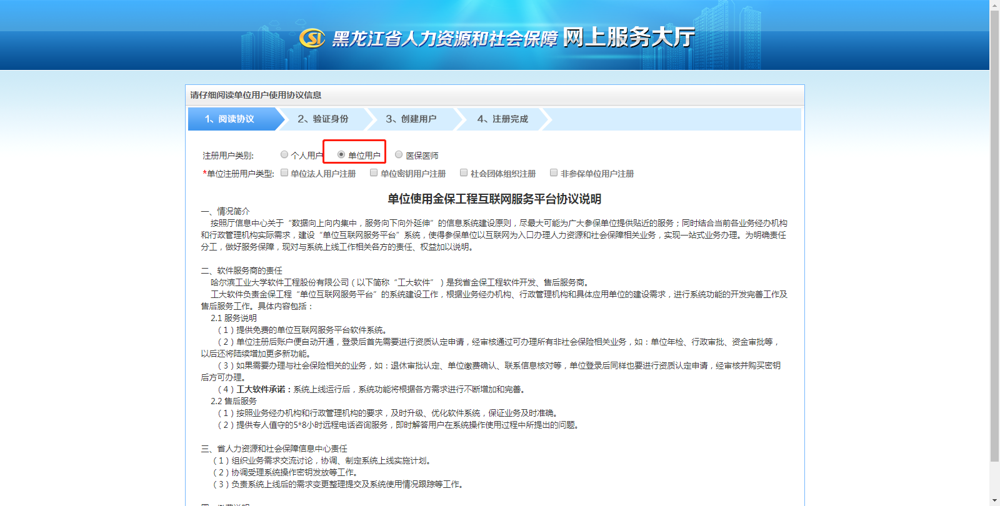 SI 黑龙江省人力资源和社会保障 网上服务大厅
请仔细阅读单位用户使用协议信息
1、阅读协议 2、验证身份 3、创建用户 4、注册完成
注册用户类别: 个人用户 单位用户 医保医师
*单位注册用户类型: 单位法人用户注册 单位密钥用户注册 社会团体组织注册 非参保单位用户注册
单位使用金保工程互联网服务平台协议说明
一、情况简介
按照厅信息中心关于“数据向上向内集中，服务向下向外延伸”的信息系统建设原则，尽最大可能为广大参保单位提供贴近的服务；同时结合当前各业务经办机构
和行政管理机构实际需求，建设“单位互联网服务平台”系统，使得参保单位以互联网为入口办理人力资源和社会保障相关业务，实现一站式业务办理。为明确责任
分工，做好服务保障，现对与系统上线工作相关各方的责任、权益加以说明。
二、软件服务商的责任
哈尔滨工业大学软件工程股份有限公司（以下简称“工大软件”）是我省金保工程软件开发、售后服务商。
工大软件负责金保工程“单位互联网服务平台”的系统建设工作，根据业务经办机构、行政管理机构和具体应用单位的建设需求，进行系统功能的开发完善工作及
售后服务工作。具体内容包括：
2.1 服务说明
（1）提供免费的单位互联网服务平台软件系统。
（2）单位注册后账户便自动开通，登录后首先需要进行资质认定申请，经审核通过可办理所有非社会保险相关业务，如：单位年检、行政审批、资金审批等，
以后还将陆续增加更多新功能。
（3）如果需要办理与社会保险相关的业务，如：退休审批认定、单位缴费确认、联系信息核对等，单位登录后同样也要进行资质认定申请，经审核并购买密钥
后方可办理。
（4）工大软件承诺：系统上线运行后，系统功能将根据各方需求进行不断增加和完善。
2.2 售后服务
（1）按照业务经办机构和行政管理机构的要求，及时升级、优化软件系统，保证业务及时准确。
（2）提供专人值守的5*8小时远程电话咨询服务，即时解答用户在系统操作使用过程中所提出的问题。
三、省人力资源和社会保障信息中心责任
（1）组织业务需求交流讨论，协调、制定系统上线实施计划。
（2）协调受理系统操作密钥发放等工作。
（3）负责系统上线后的需求变更整理提交及系统使用情况跟踪等工作。